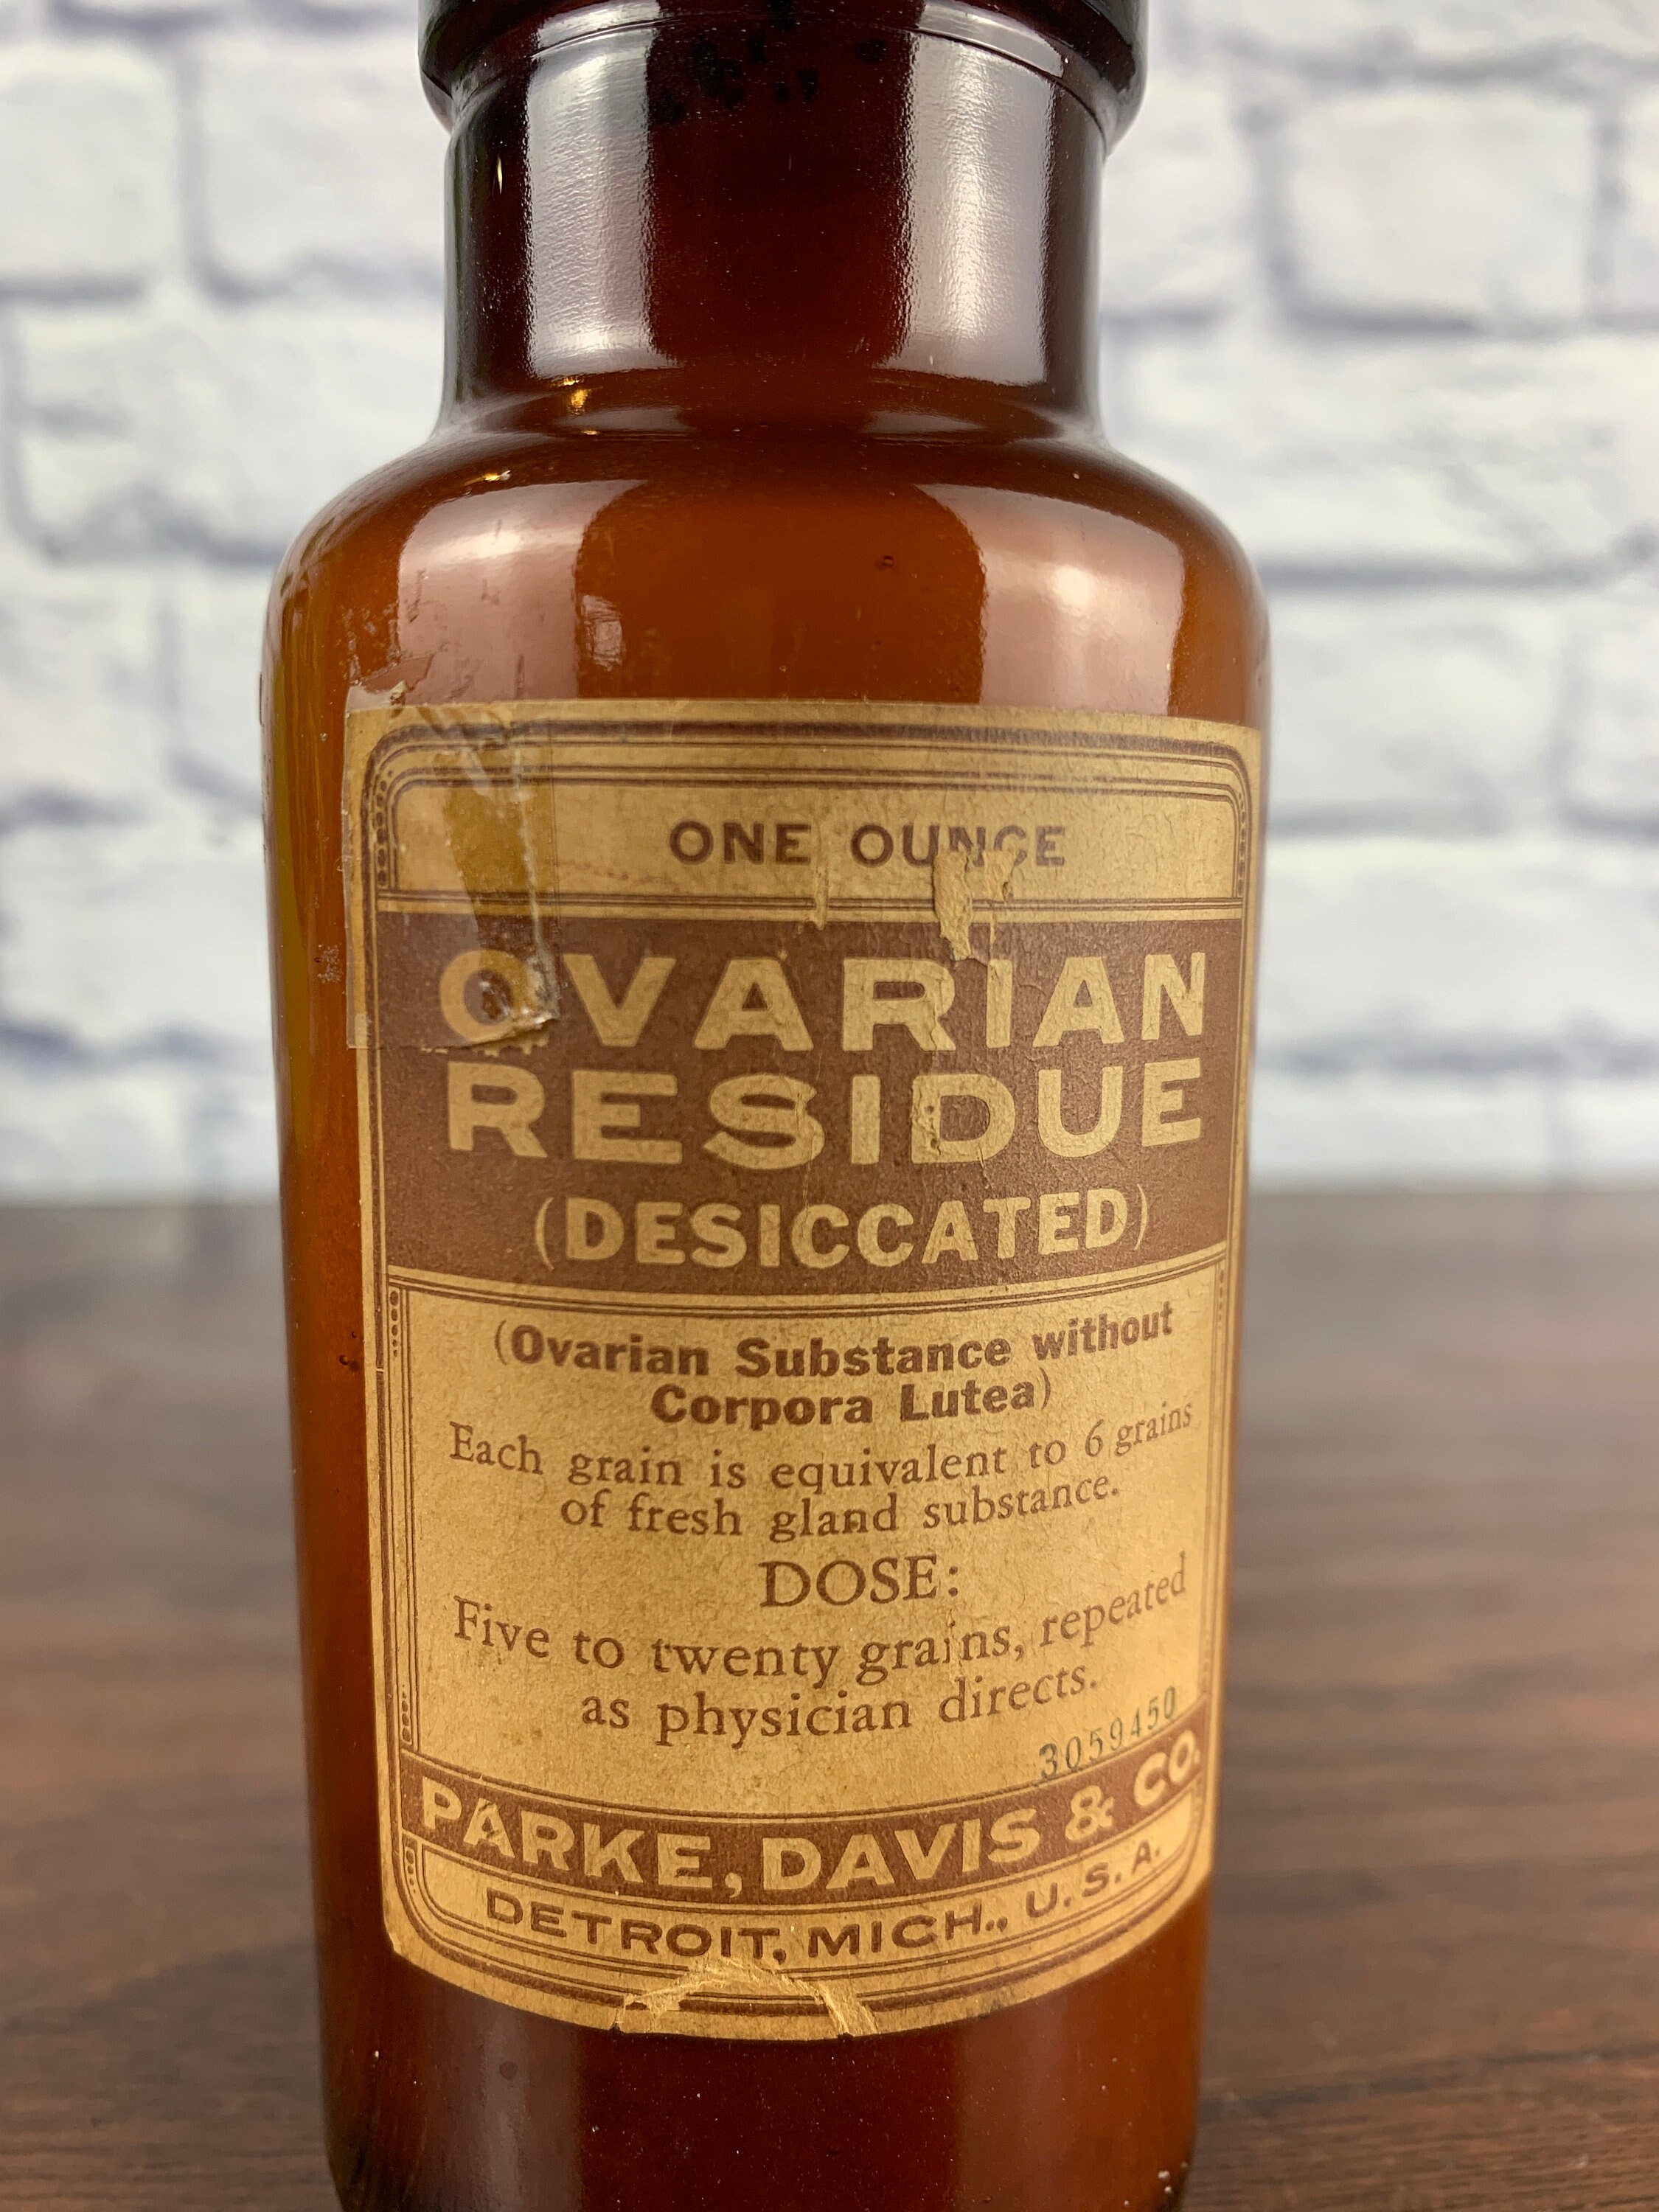 ONE OUNCE
OVARIAN
RESIDUE
(DESICCATED)
(Ovarian Substance without
Corpora Lutea)
Each grain is equivalent to 6 grains
of fresh gland substance.
DOSE:
Five to twenty grains, repeated
as physician directs.
3059450
PARKE, DAVIS & CO.
DETROIT, MICH., U.S.A.